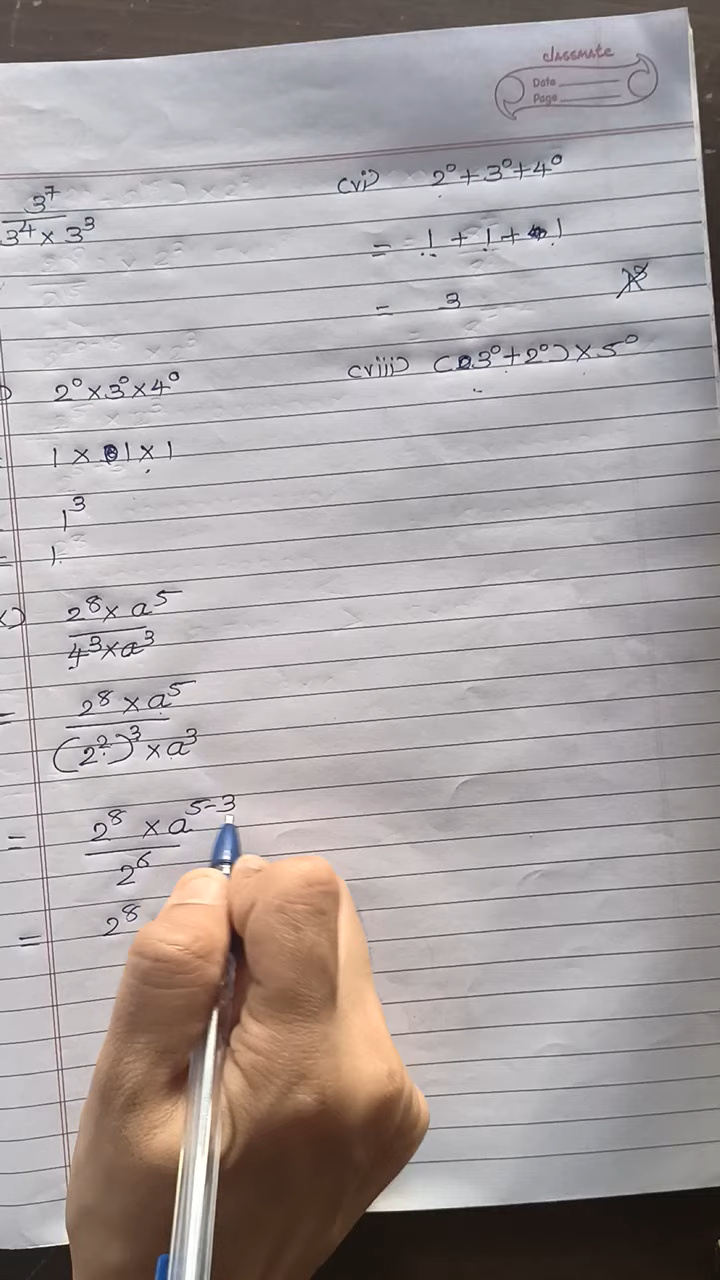 classmate
Date
Page
3⁷
3⁴ × 3³
2⁰ × 3⁰ × 4⁰
1 × 1 × 1
1³
= 1
x) 2⁸ × a⁵
4³ × a³
= 2⁸ × a⁵
(2²)³ × a³
= 2⁸ × a⁵⁻³
2⁶
= 2⁸
(vi) 2⁰ + 3⁰ + 4⁰
= 1 + 1 + 1
= 3
(viii) (3⁰ + 2⁰) × 5⁰